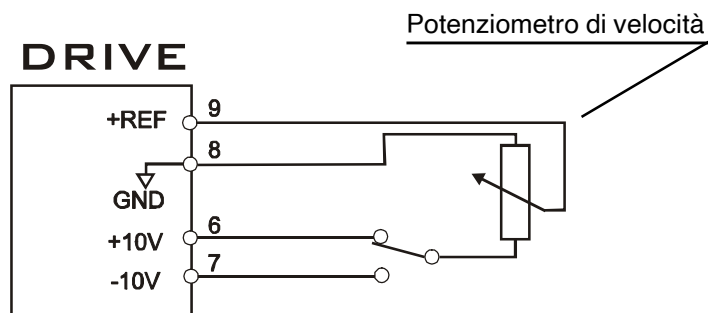 Potenziometro di velocità
DRIVE
+REF
9
8
GND
+10V
6
-10V
7